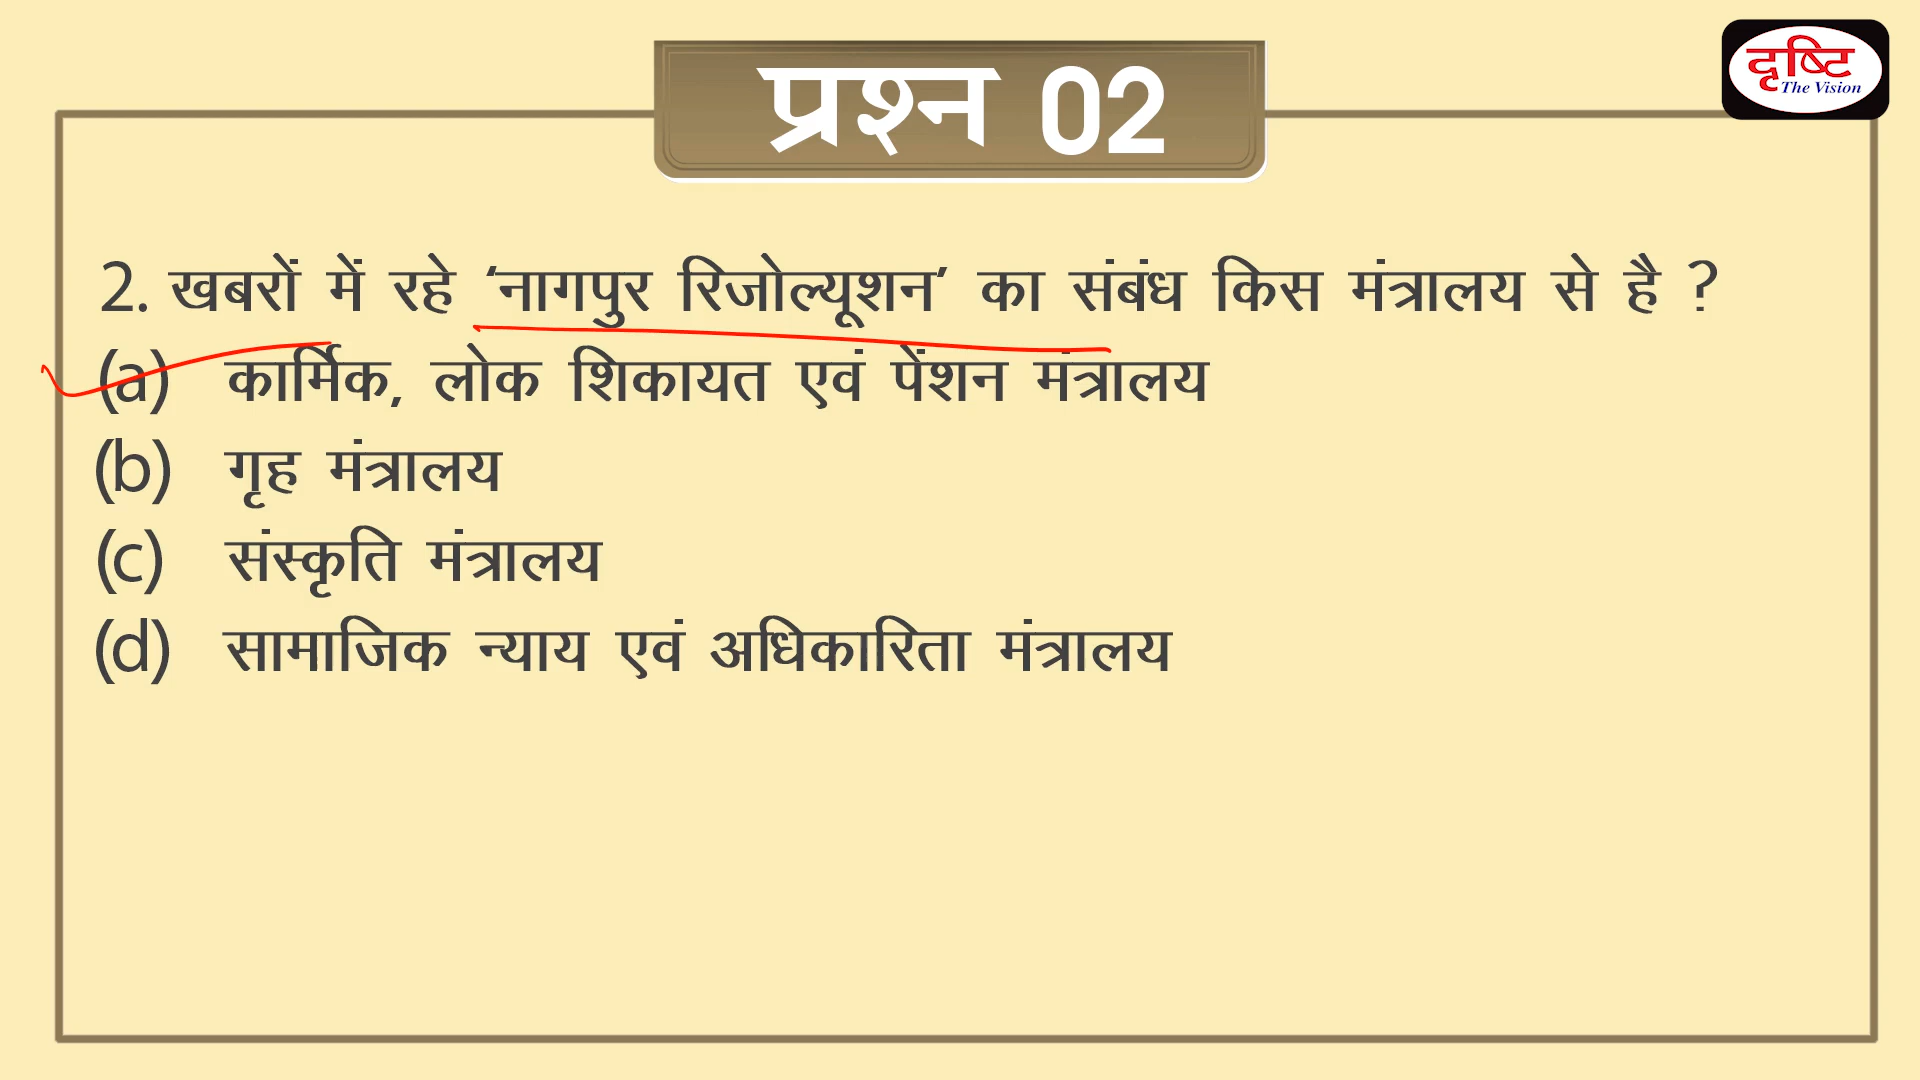 प्रश्न 02
दृष्टि
The Vision
2. खबरों में रहे ‘नागपुर रिजोल्यूशन’ का संबंध किस मंत्रालय से है ?
(a) कार्मिक, लोक शिकायत एवं पेंशन मंत्रालय
(b) गृह मंत्रालय
(c) संस्कृति मंत्रालय
(d) सामाजिक न्याय एवं अधिकारिता मंत्रालय